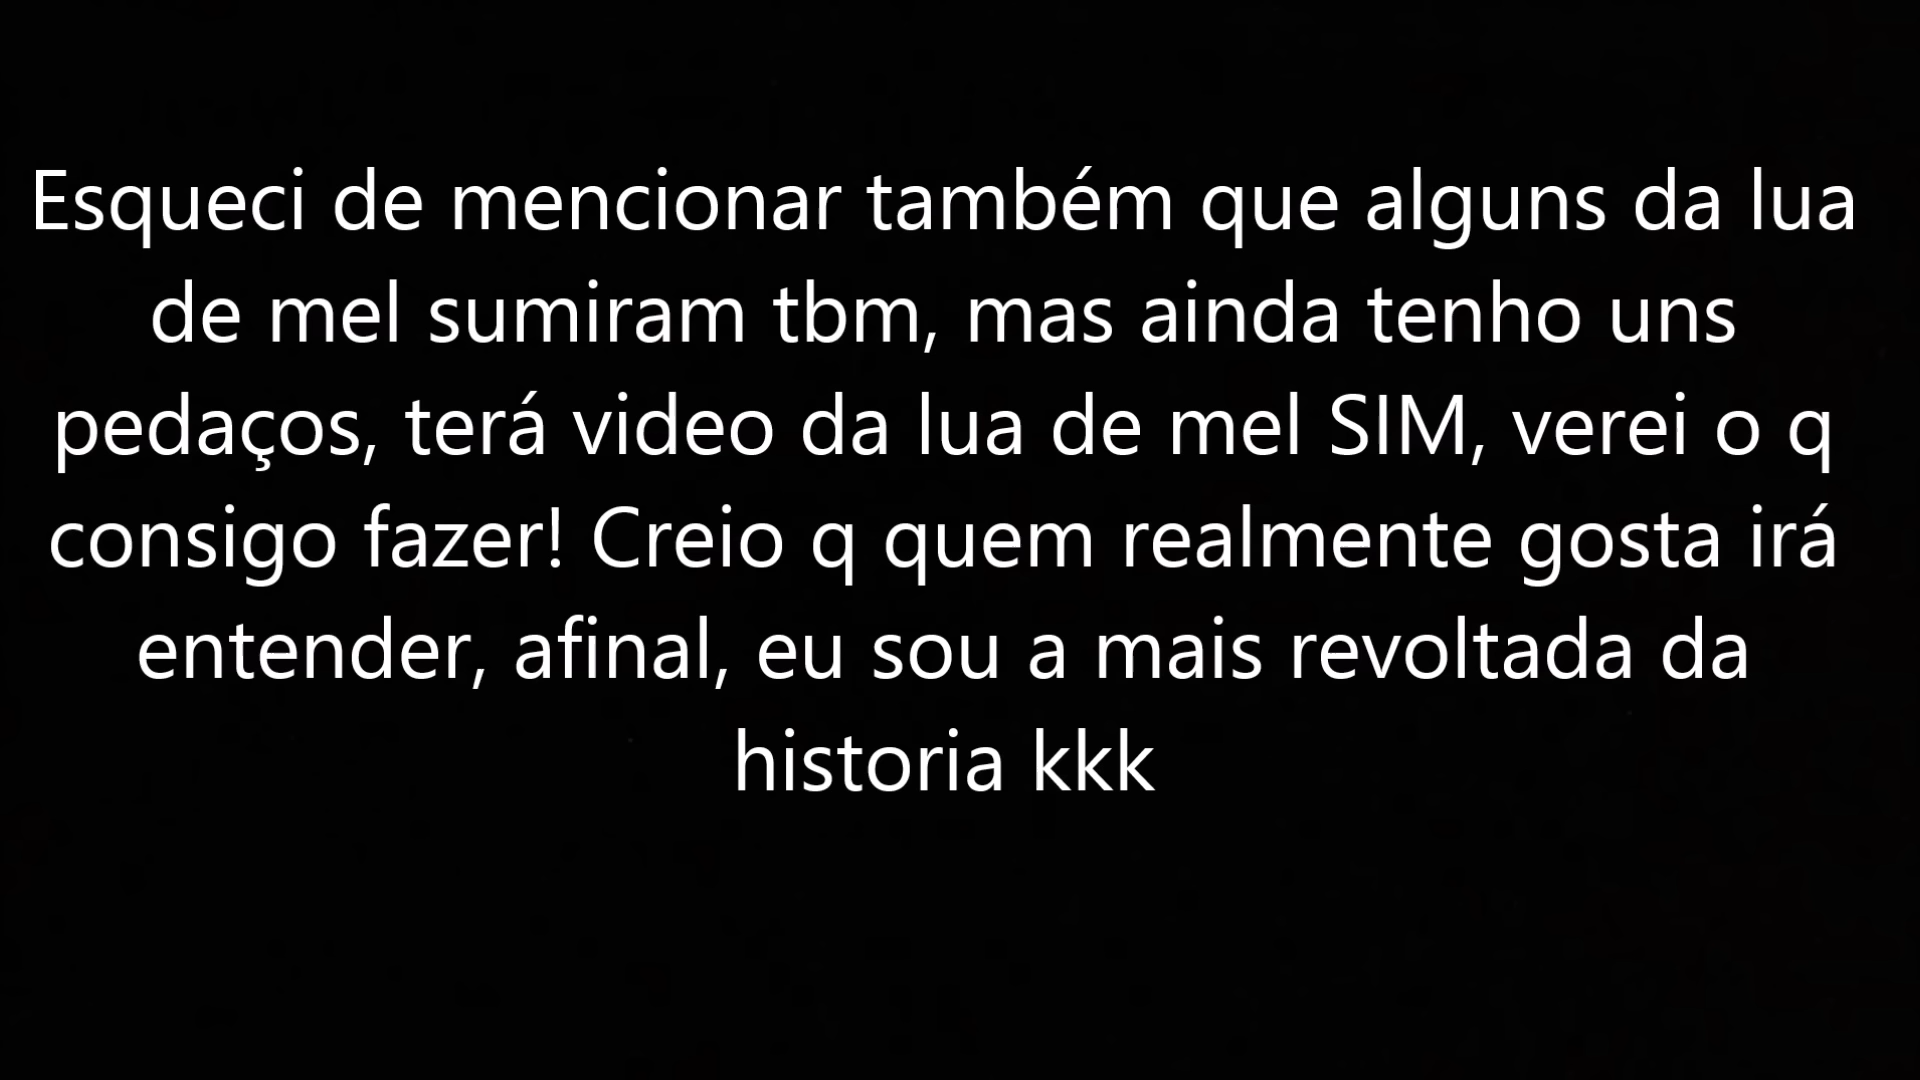 Esqueci de mencionar também que alguns da lua
de mel sumiram tbm, mas ainda tenho uns
pedaços, terá video da lua de mel SIM, verei o q
consigo fazer! Creio q quem realmente gosta irá
entender, afinal, eu sou a mais revoltada da
historia kkk